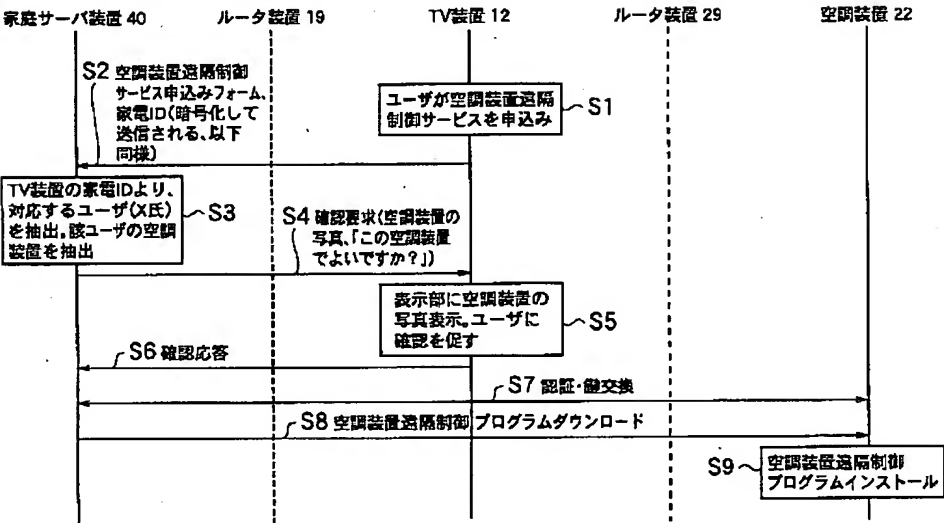 家庭サーバ装置 40
ルータ装置 19
TV装置 12
ルータ装置 29
空調装置 22
S2 空調装置遠隔制御
サービス申込みフォーム、
家電ID(暗号化して
送信される、以下
同様)
ユーザが空調装置遠隔
制御サービスを申込み
S1
TV装置の家電IDより、
対応するユーザ(X氏)
を抽出。該ユーザの空調
装置を抽出
S3
S4 確認要求(空調装置の
写真、「この空調装置
でよいですか?」)
表示部に空調装置の
写真表示。ユーザに
確認を促す
S5
S6 確認応答
S7 認証・鍵交換
S8 空調装置遠隔制御 プログラムダウンロード
S9
空調装置遠隔制御
プログラムインストール